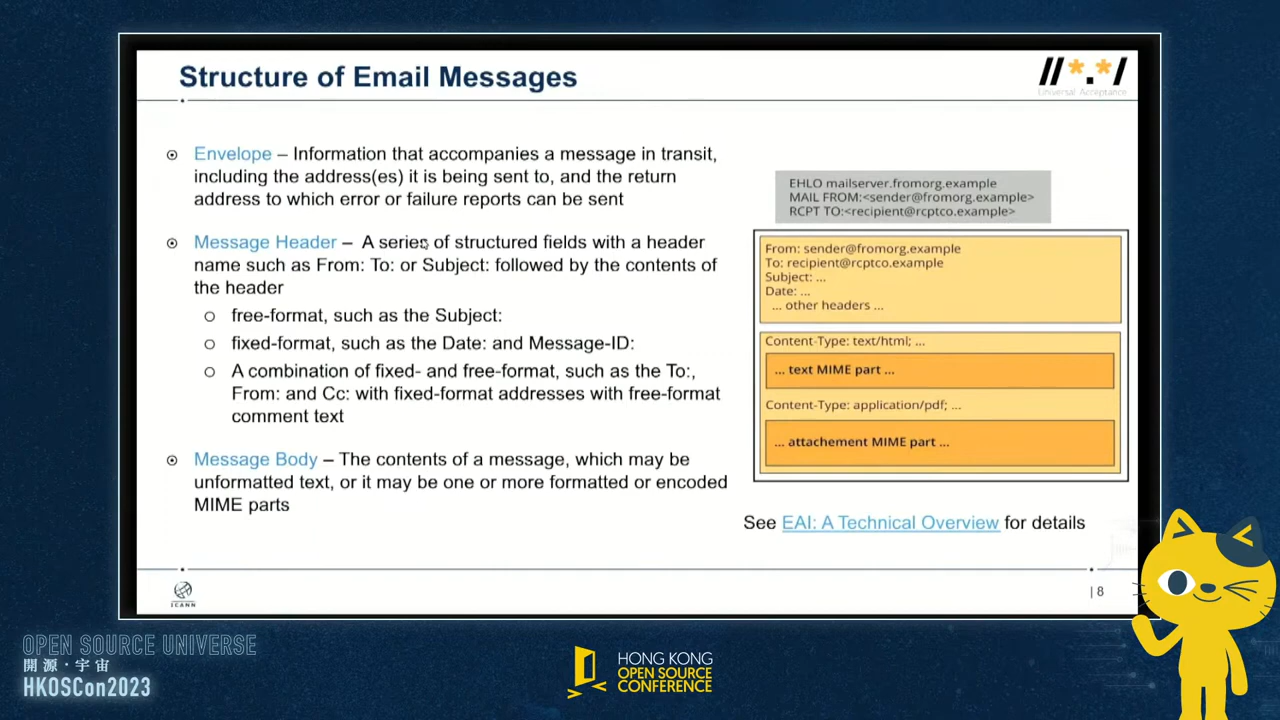 Structure of Email Messages
//*.*/
Universal Acceptance
Envelope – Information that accompanies a message in transit,
including the address(es) it is being sent to, and the return
address to which error or failure reports can be sent
Message Header – A series of structured fields with a header
name such as From: To: or Subject: followed by the contents of
the header
free-format, such as the Subject:
fixed-format, such as the Date: and Message-ID:
A combination of fixed- and free-format, such as the To:,
From: and Cc: with fixed-format addresses with free-format
comment text
Message Body – The contents of a message, which may be
unformatted text, or it may be one or more formatted or encoded
MIME parts
EHLO mailserver.fromorg.example
MAIL FROM:<sender@fromorg.example>
RCPT TO:<recipient@rcptco.example>
From: sender@fromorg.example
To: recipient@rcptco.example
Subject: ...
Date: ...
... other headers ...
Content-Type: text/html; ...
... text MIME part ...
Content-Type: application/pdf; ...
... attachement MIME part ...
See EAI: A Technical Overview for details
ICANN
| 8
OPEN SOURCE UNIVERSE
開源·宇宙
HKOSCon2023
HONG KONG
OPEN SOURCE
CONFERENCE